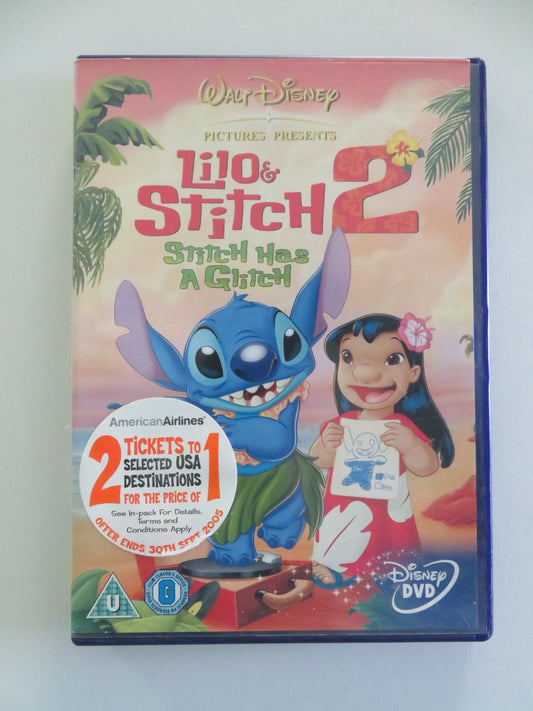 WALT DISNEY
PICTURES PRESENTS
Lilo &
Stitch 2
Stitch Has
A Glitch
AmericanAirlines®
2 TICKETS TO
SELECTED USA
DESTINATIONS
FOR THE PRICE OF 1
See In-pack For Details.
Terms and
Conditions Apply
OFFER ENDS 30TH SEPT 2005
U
G
Disney
DVD